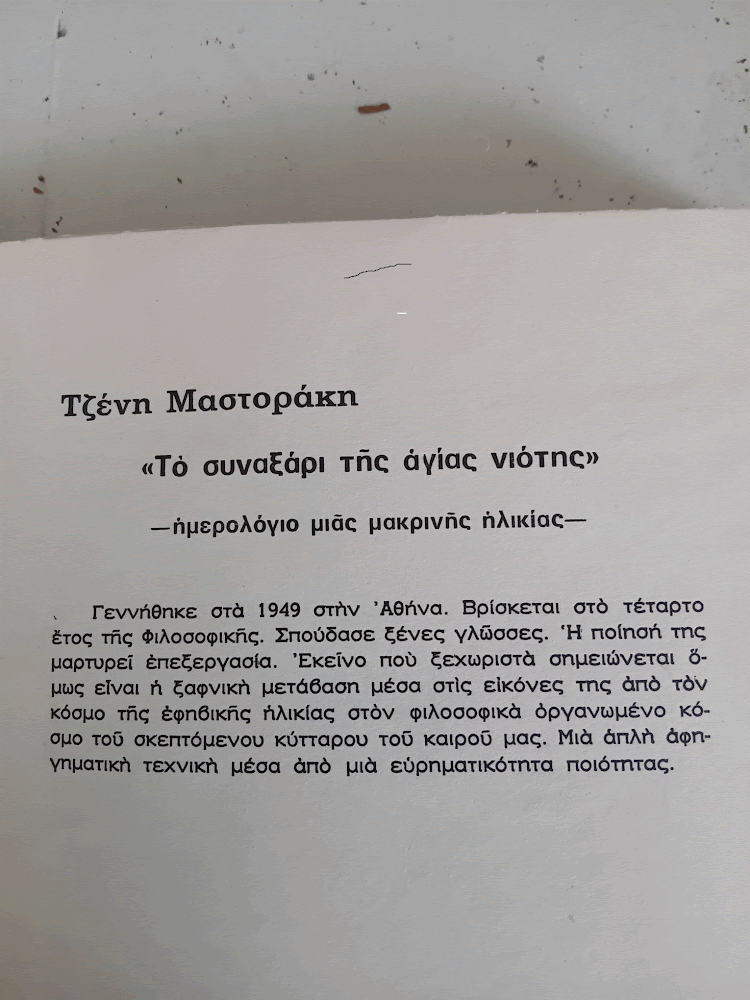 Τζένη Μαστοράκη
«Τὸ συναξάρι τῆς ἁγίας νιότης»
—ἡμερολόγιο μιᾶς μακρινῆς ἡλικίας—
Γεννήθηκε στὰ 1949 στὴν Ἀθήνα. Βρίσκεται στὸ τέταρτο
ἔτος τῆς Φιλοσοφικῆς. Σπούδασε ξένες γλῶσσες. Ἡ ποίησή της
μαρτυρεῖ ἐπεξεργασία. Ἐκεῖνο ποὺ ξεχωριστὰ σημειώνεται ὅ-
μως εἶναι ἡ ξαφνικὴ μετάβαση μέσα στὶς εἰκόνες της ἀπὸ τὸν
κόσμο τῆς ἐφηβικῆς ἡλικίας στὸν φιλοσοφικὰ ὀργανωμένο κό-
σμο τοῦ σκεπτόμενου κύτταρου τοῦ καιροῦ μας. Μιὰ ἁπλὴ ἀφη-
γηματικὴ τεχνικὴ μέσα ἀπὸ μιὰ εὑρηματικότητα ποιότητας.